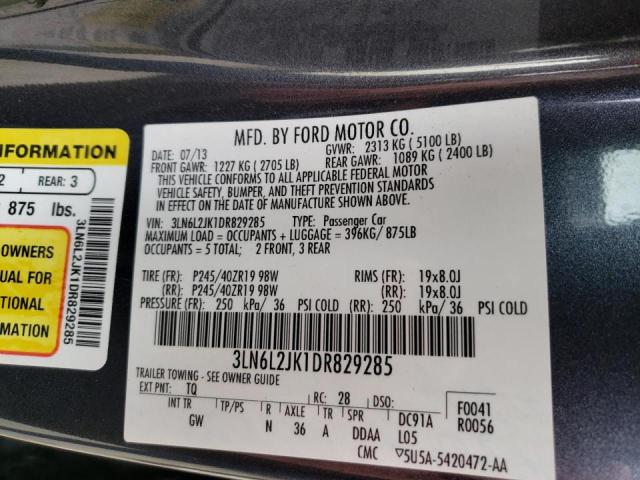 INFORMATION
2 REAR: 3
875 lbs.
OWNERS
UAL FOR
TIONAL
RMATION
3LN6L2JK1DR829285
MFD. BY FORD MOTOR CO.
DATE: 07/13 GVWR: 2313 KG ( 5100 LB)
FRONT GAWR: 1227 KG ( 2705 LB) REAR GAWR: 1089 KG ( 2400 LB)
THIS VEHICLE CONFORMS TO ALL APPLICABLE FEDERAL MOTOR
VEHICLE SAFETY, BUMPER, AND THEFT PREVENTION STANDARDS
IN EFFECT ON THE DATE OF MANUFACTURE SHOWN ABOVE.
VIN: 3LN6L2JK1DR829285 TYPE: Passenger Car
MAXIMUM LOAD = OCCUPANTS + LUGGAGE = 396KG/ 875LB
OCCUPANTS = 5 TOTAL; 2 FRONT, 3 REAR
TIRE (FR): P245/40ZR19 98W RIMS (FR): 19x8.0J
(RR): P245/40ZR19 98W (RR): 19x8.0J
PRESSURE (FR): 250 kPa/ 36 PSI COLD (RR) 250 kPa/ 36 PSI COLD
3LN6L2JK1DR829285
TRAILER TOWING - SEE OWNER GUIDE
EXT PNT: TQ RC: 28 DSO: F0041
INT TR TP/PS R AXLE TR SPR DC91A R0056
GW N 36 A DDAA L05
CMC ▽5U5A-5420472-AA